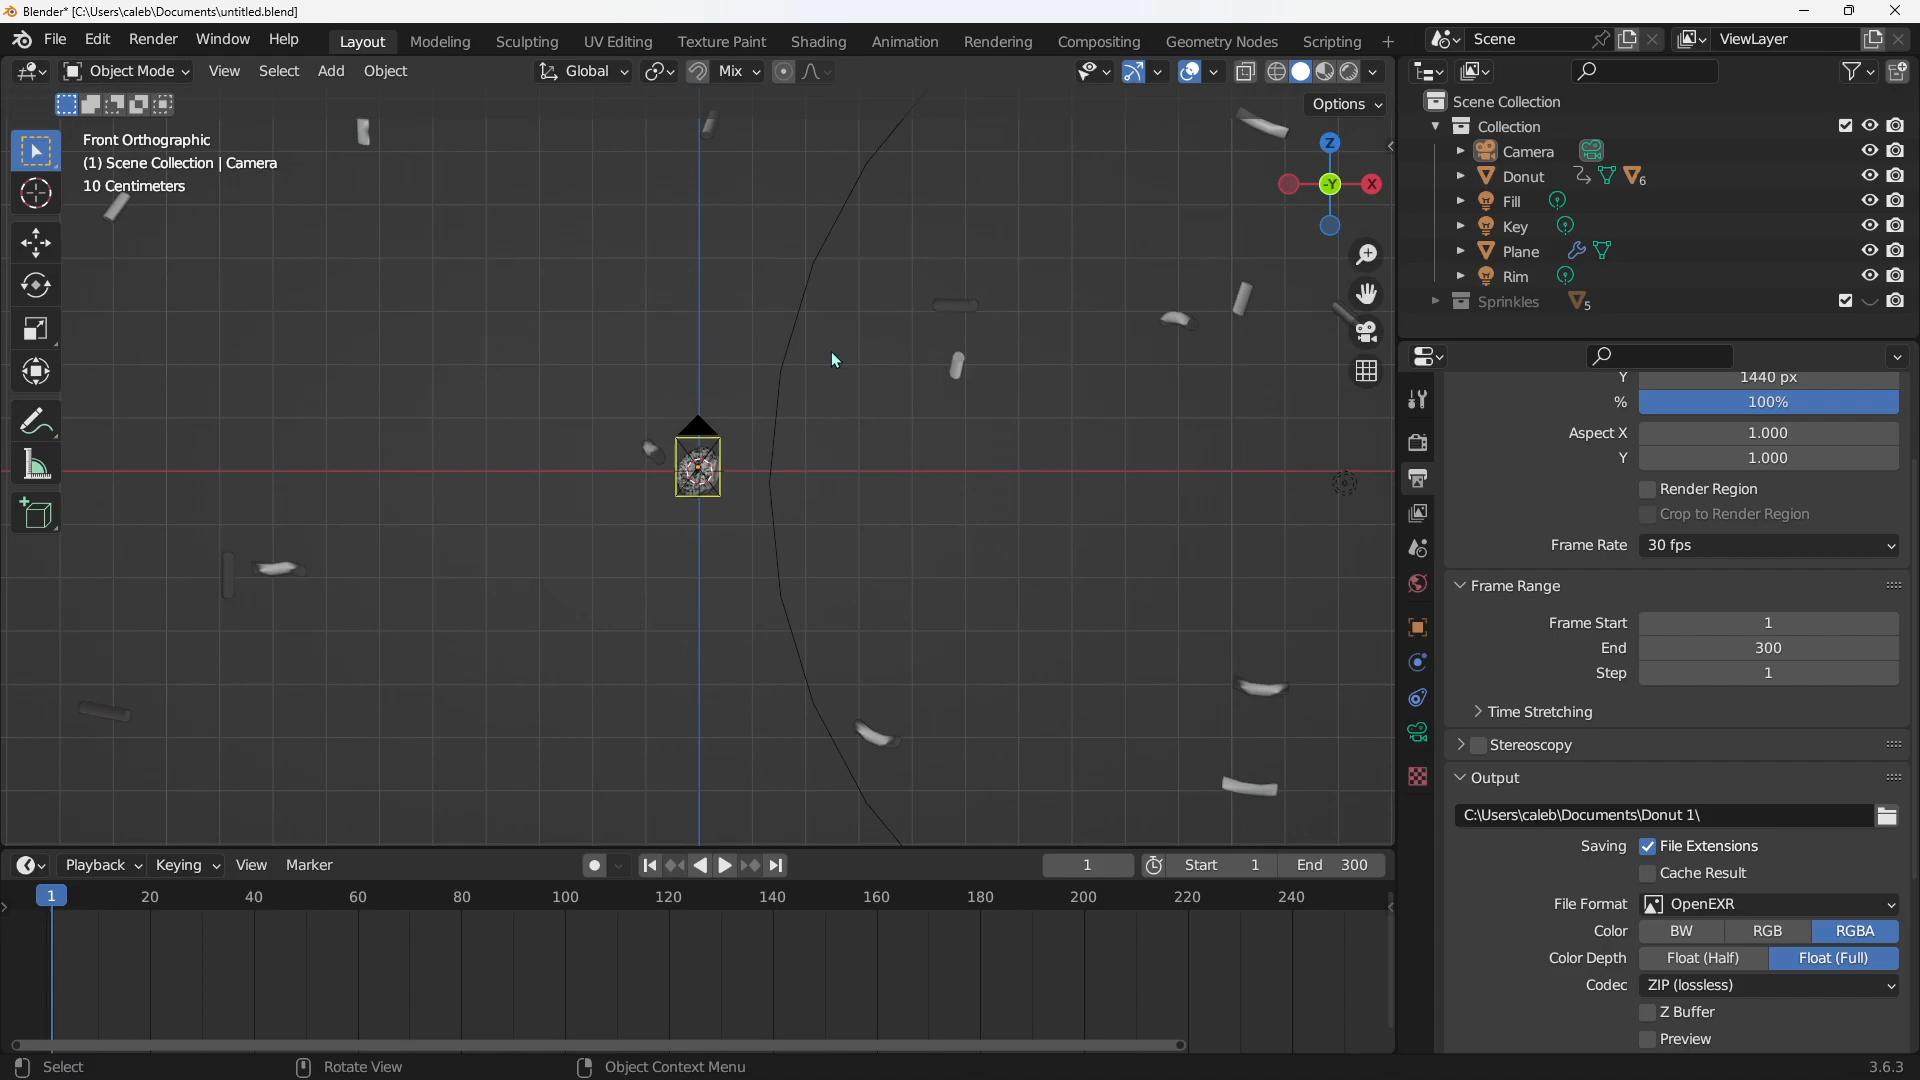 Blender* [C:\Users\caleb\Documents\untitled.blend]
File Edit Render Window Help Layout Modeling Sculpting UV Editing Texture Paint Shading Animation Rendering Compositing Geometry Nodes Scripting + Scene ViewLayer
Object Mode View Select Add Object Global Mix
Options
Front Orthographic
(1) Scene Collection | Camera
10 Centimeters
Z
-Y
X
Scene Collection
Collection
Camera
Donut 6
Fill
Key
Plane
Rim
Sprinkles 5
Y 1440 px
% 100%
Aspect X 1.000
Y 1.000
Render Region
Crop to Render Region
Frame Rate 30 fps
Frame Range
Frame Start 1
End 300
Step 1
Time Stretching
Stereoscopy
Output
C:\Users\caleb\Documents\Donut 1\
Saving File Extensions
Cache Result
File Format OpenEXR
Color BW RGB RGBA
Color Depth Float (Half) Float (Full)
Codec ZIP (lossless)
Z Buffer
Preview
Playback Keying View Marker 1 Start 1 End 300
1 20 40 60 80 100 120 140 160 180 200 220 240
Select Rotate View Object Context Menu 3.6.3